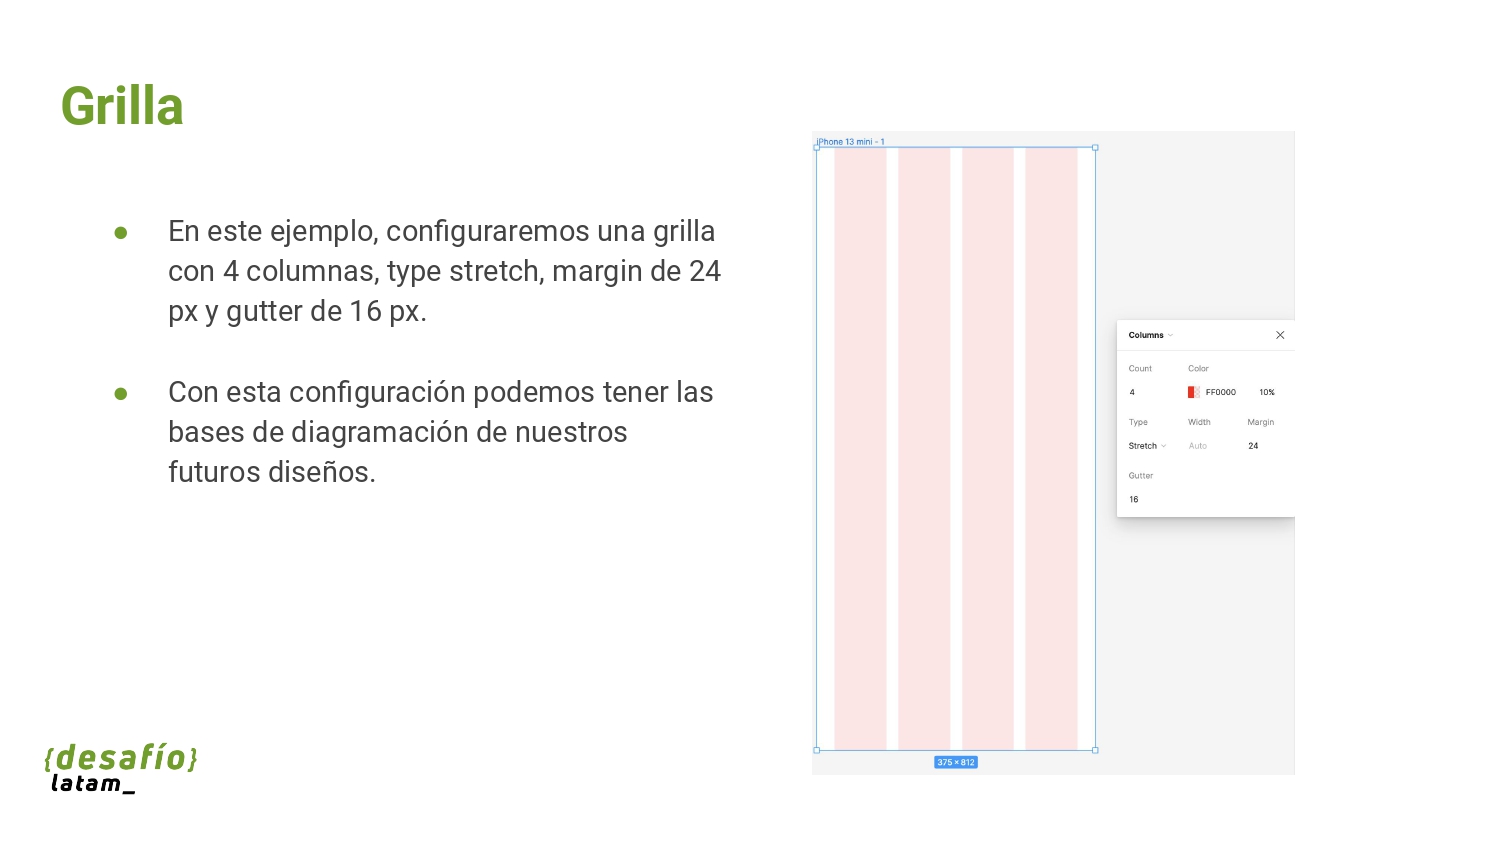 Grilla
● En este ejemplo, configuraremos una grilla
con 4 columnas, type stretch, margin de 24
px y gutter de 16 px.
● Con esta configuración podemos tener las
bases de diagramación de nuestros
futuros diseños.
iPhone 13 mini - 1
Columns
Count Color
4 FF0000 10%
Type Width Margin
Stretch Auto 24
Gutter
16
375 × 812
{desafío}
latam_